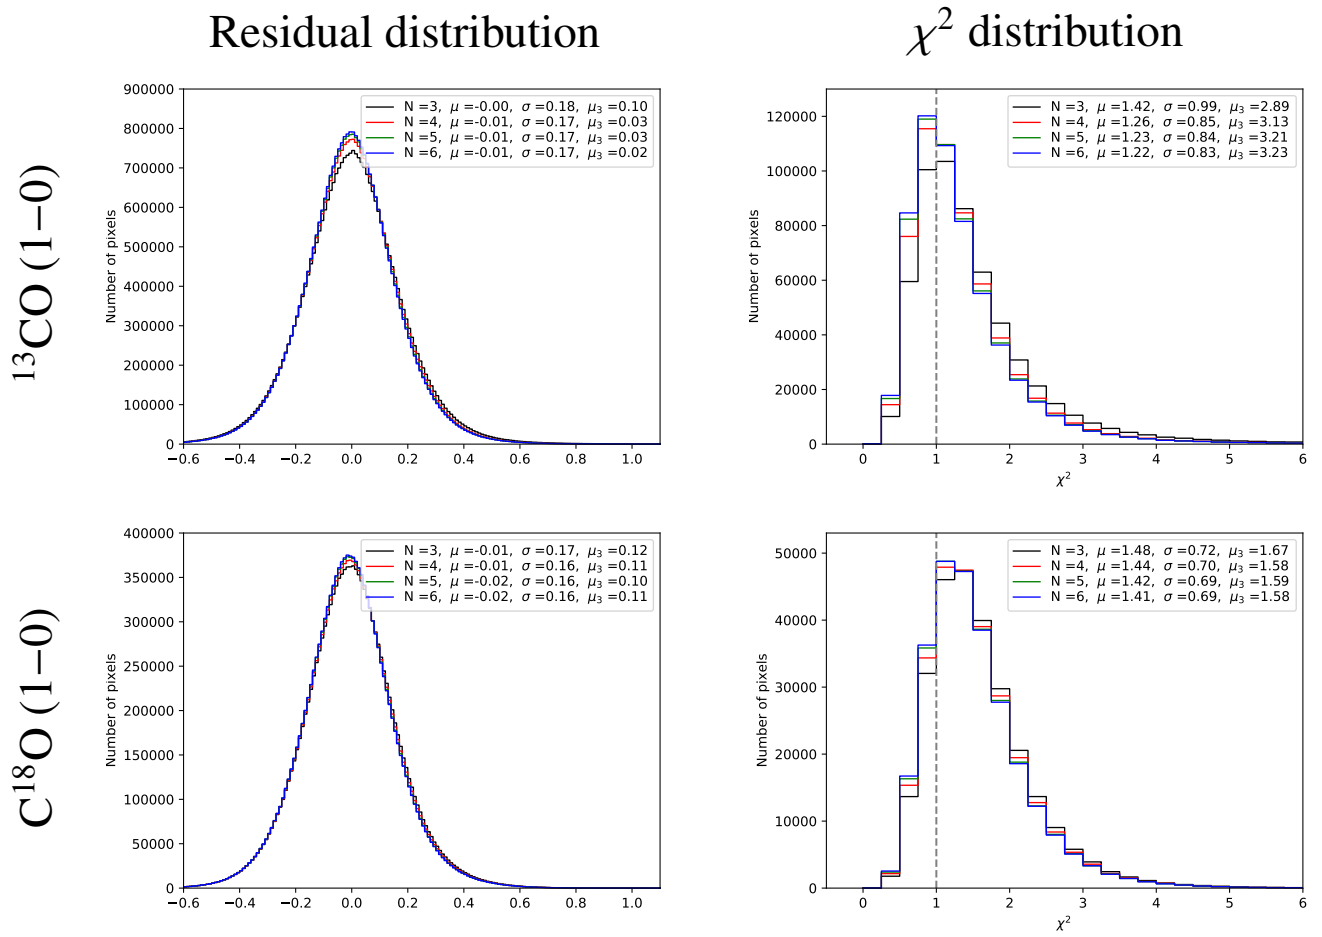 Residual distribution
χ² distribution
¹³CO (1−0)
900000
800000
700000
600000
500000
400000
300000
200000
100000
0
Number of pixels
−0.6 −0.4 −0.2 0.0 0.2 0.4 0.6 0.8 1.0
N =3, μ =-0.00, σ =0.18, μ₃ =0.10
N =4, μ =-0.01, σ =0.17, μ₃ =0.03
N =5, μ =-0.01, σ =0.17, μ₃ =0.03
N =6, μ =-0.01, σ =0.17, μ₃ =0.02
120000
100000
80000
60000
40000
20000
0
Number of pixels
0 1 2 3 4 5 6
χ²
N =3, μ =1.42, σ =0.99, μ₃ =2.89
N =4, μ =1.26, σ =0.85, μ₃ =3.13
N =5, μ =1.23, σ =0.84, μ₃ =3.21
N =6, μ =1.22, σ =0.83, μ₃ =3.23
C¹⁸O (1−0)
400000
350000
300000
250000
200000
150000
100000
50000
0
Number of pixels
−0.6 −0.4 −0.2 0.0 0.2 0.4 0.6 0.8 1.0
N =3, μ =-0.01, σ =0.17, μ₃ =0.12
N =4, μ =-0.01, σ =0.16, μ₃ =0.11
N =5, μ =-0.02, σ =0.16, μ₃ =0.10
N =6, μ =-0.02, σ =0.16, μ₃ =0.11
50000
40000
30000
20000
10000
0
Number of pixels
0 1 2 3 4 5 6
χ²
N =3, μ =1.48, σ =0.72, μ₃ =1.67
N =4, μ =1.44, σ =0.70, μ₃ =1.58
N =5, μ =1.42, σ =0.69, μ₃ =1.59
N =6, μ =1.41, σ =0.69, μ₃ =1.58